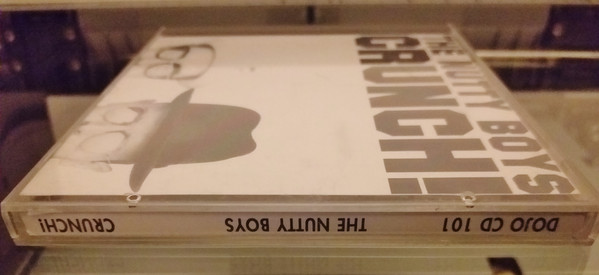 THE NUTTY BOYS
CRUNCH!
CRUNCH! THE NUTTY BOYS DOJO CD 101